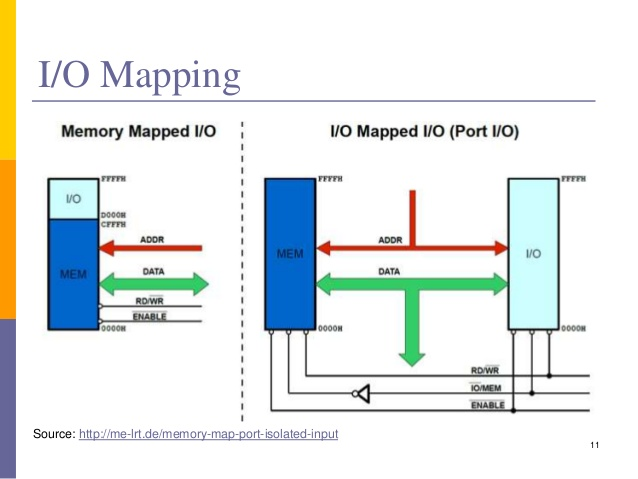 I/O Mapping
Memory Mapped I/O
I/O Mapped I/O (Port I/O)
FFFFH
I/O
D000H
CFFFH
ADDR
MEM
DATA
RD/WR
ENABLE
0000H
FFFFH
FFFFH
ADDR
MEM
I/O
DATA
0000H
0000H
RD/WR
IO/MEM
ENABLE
Source: http://me-lrt.de/memory-map-port-isolated-input
11